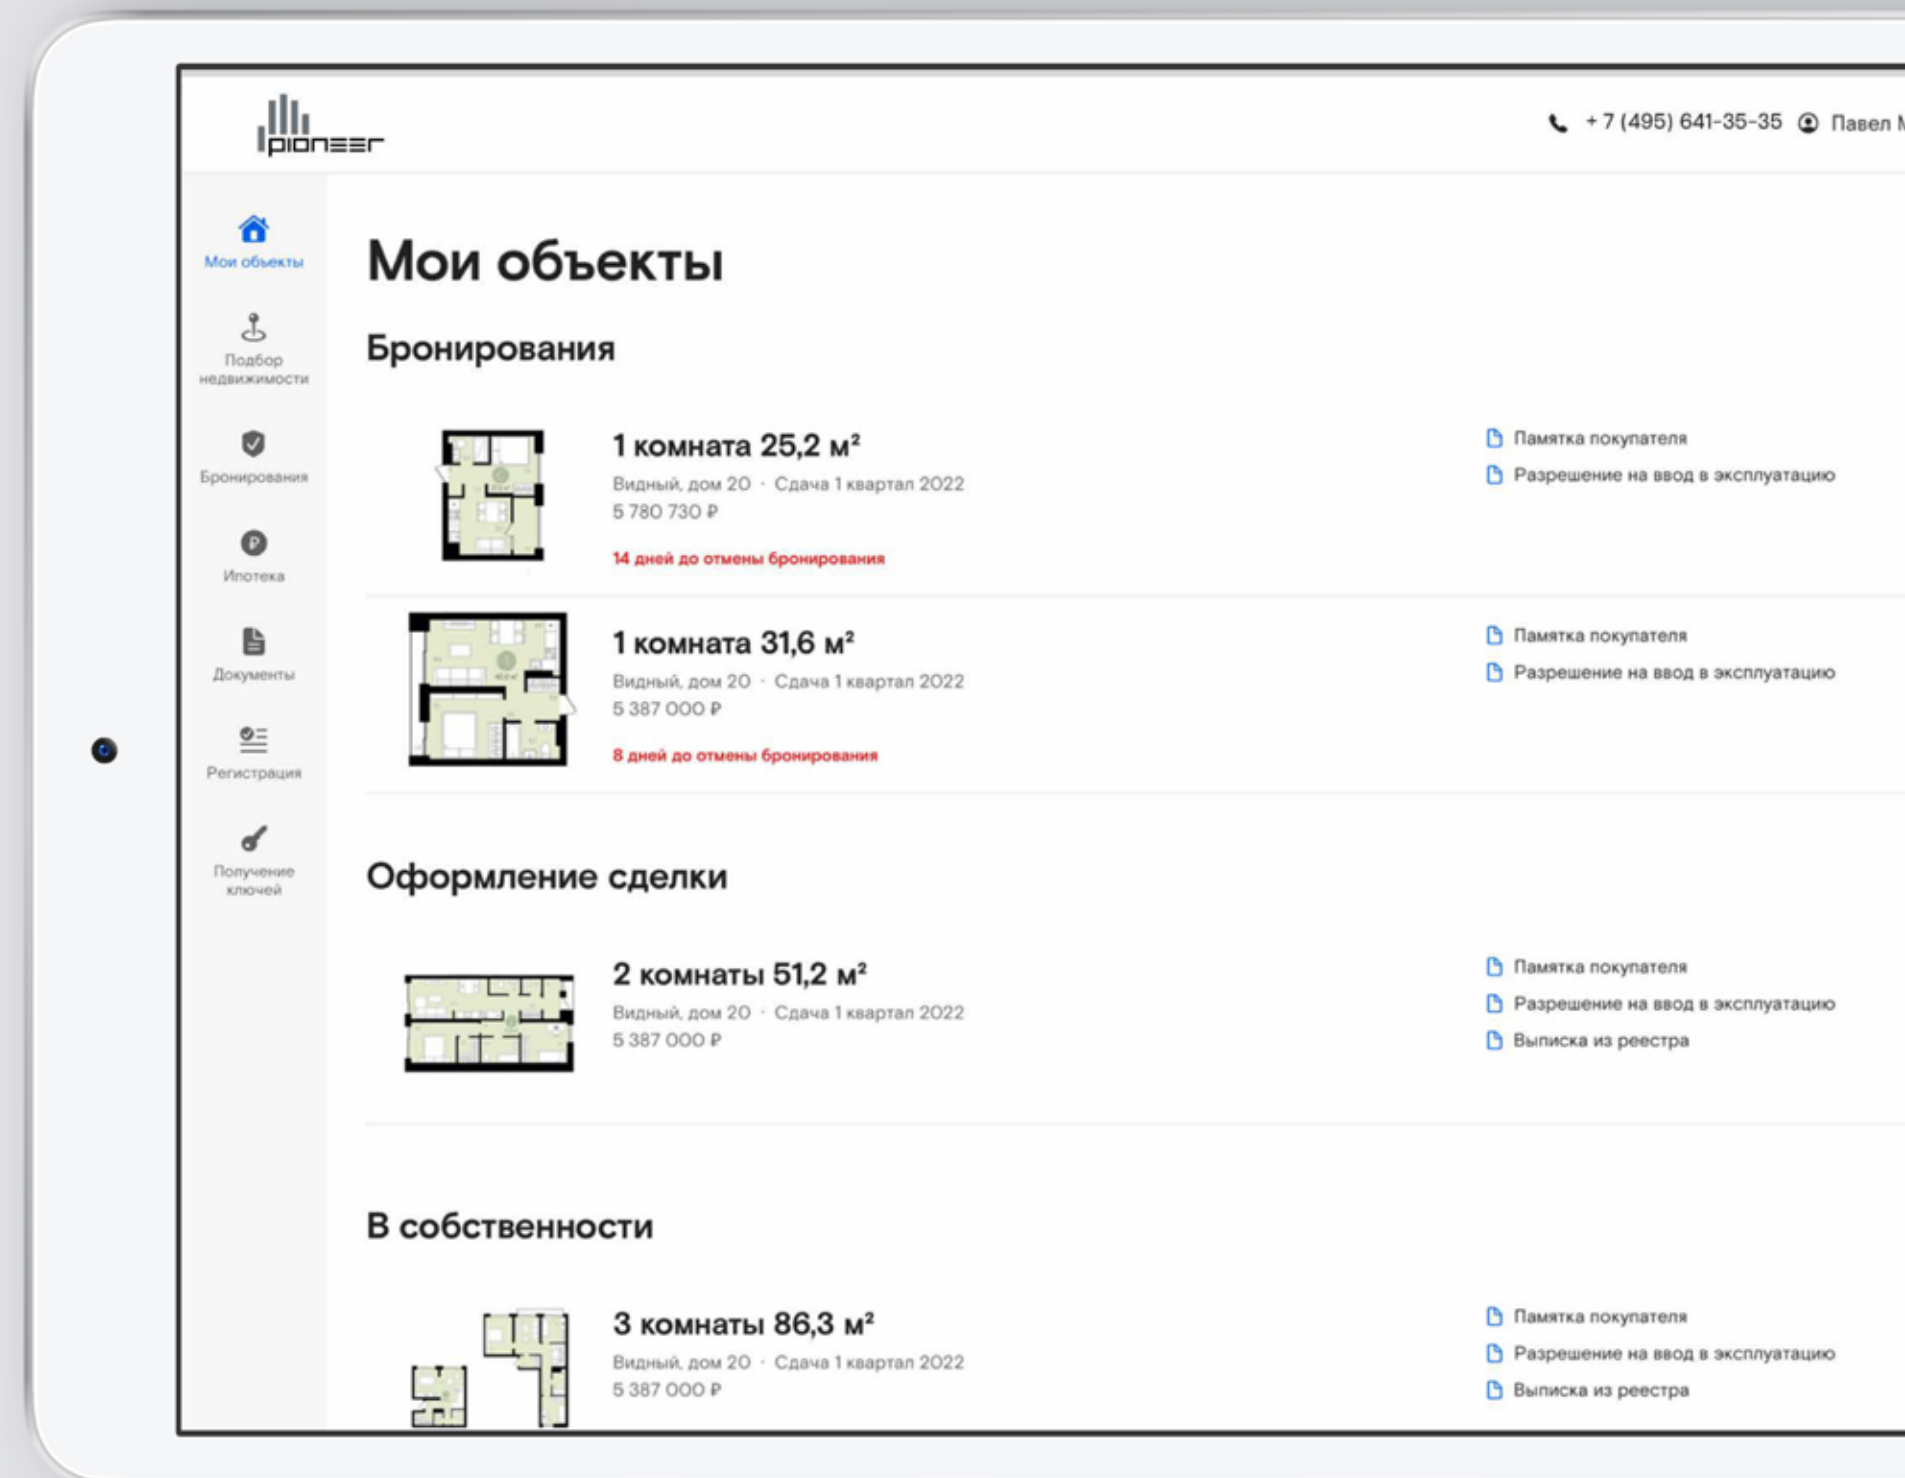 pioneer
+ 7 (495) 641-35-35
Павел
Мои объекты
Подбор
недвижимости
Бронирования
Ипотека
Документы
Регистрация
Получение
ключей
Мои объекты
Бронирования
1 комната 25,2 м²
Видный, дом 20 · Сдача 1 квартал 2022
5 780 730 ₽
14 дней до отмены бронирования
Памятка покупателя
Разрешение на ввод в эксплуатацию
1 комната 31,6 м²
Видный, дом 20 · Сдача 1 квартал 2022
5 387 000 ₽
8 дней до отмены бронирования
Памятка покупателя
Разрешение на ввод в эксплуатацию
Оформление сделки
2 комнаты 51,2 м²
Видный, дом 20 · Сдача 1 квартал 2022
5 387 000 ₽
Памятка покупателя
Разрешение на ввод в эксплуатацию
Выписка из реестра
В собственности
3 комнаты 86,3 м²
Видный, дом 20 · Сдача 1 квартал 2022
5 387 000 ₽
Памятка покупателя
Разрешение на ввод в эксплуатацию
Выписка из реестра